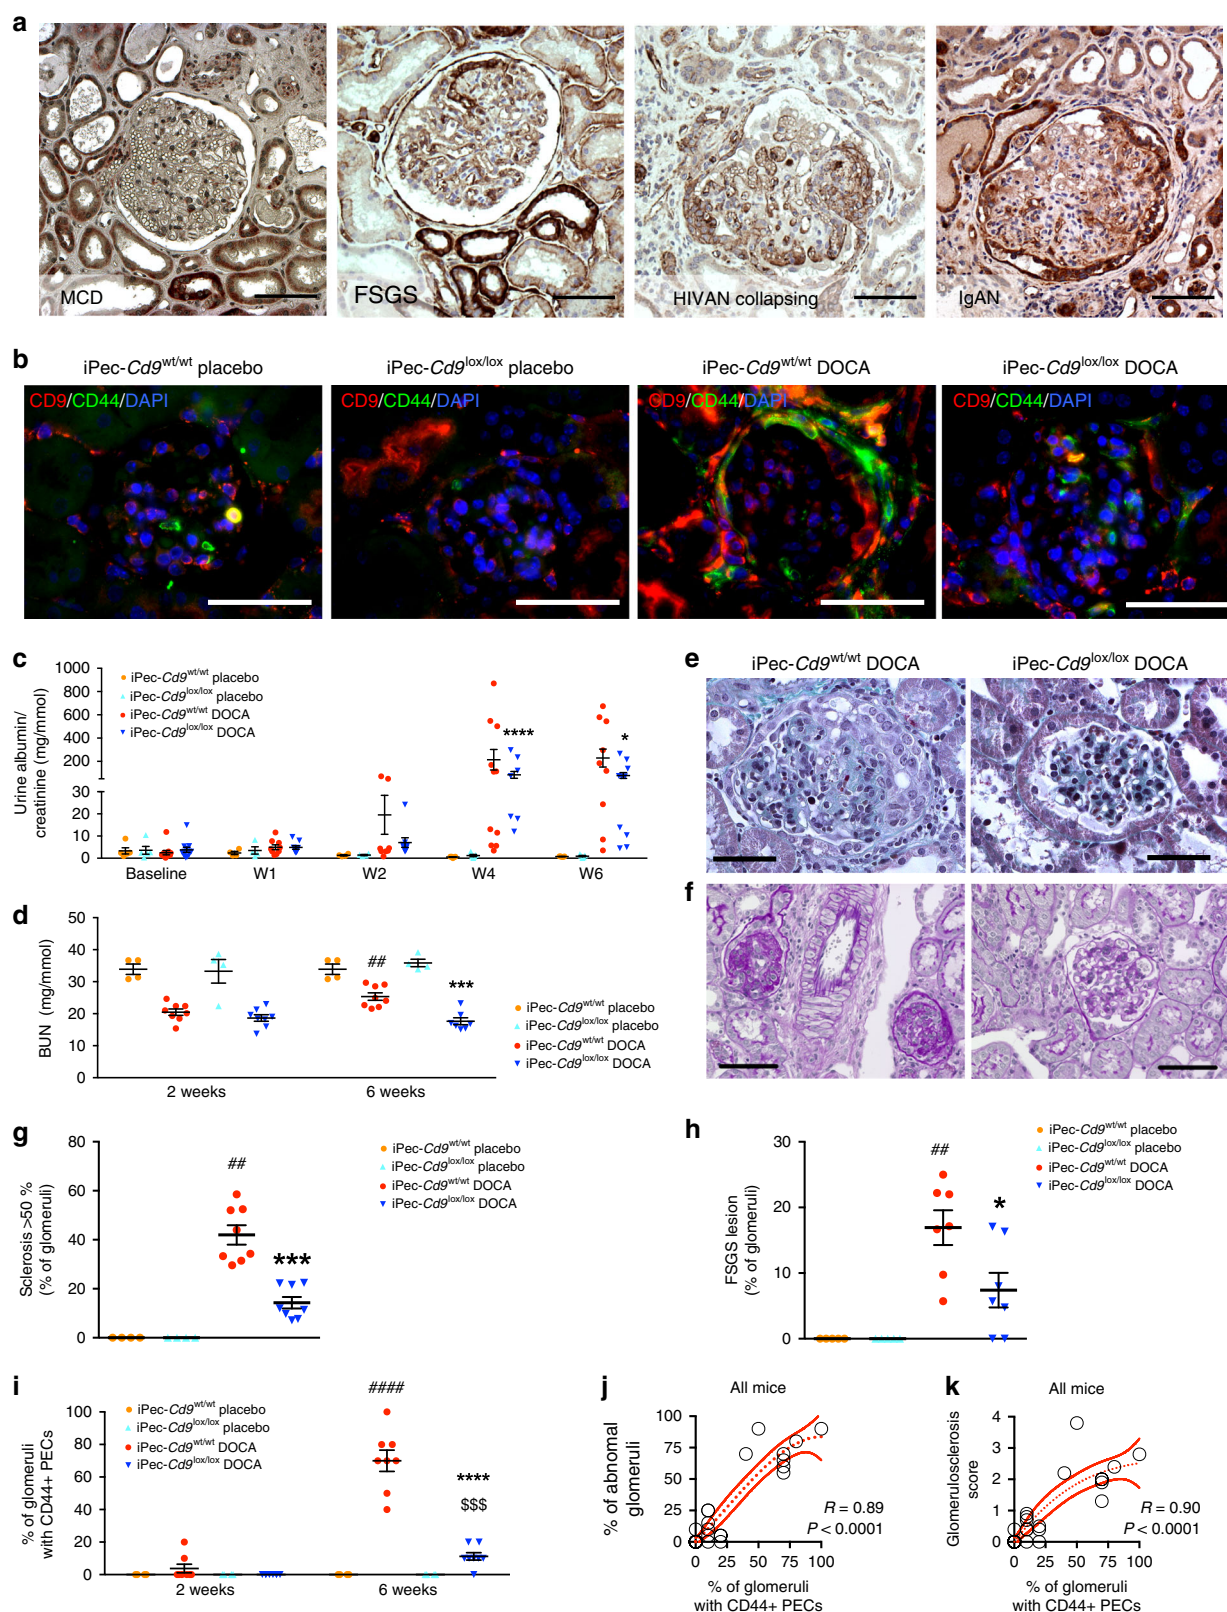 a
MCD
FSGS
HIVAN collapsing
IgAN
b
iPec-Cd9wt/wt placebo
iPec-Cd9lox/lox placebo
iPec-Cd9wt/wt DOCA
iPec-Cd9lox/lox DOCA
CD9/CD44/DAPI
CD9/CD44/DAPI
CD9/CD44/DAPI
CD9/CD44/DAPI
c
Urine albumin/
creatinine (mg/mmol)
1000
800
600
400
200
30
20
10
0
iPec-Cd9wt/wt placebo
iPec-Cd9lox/lox placebo
iPec-Cd9wt/wt DOCA
iPec-Cd9lox/lox DOCA
****
*
Baseline
W1
W2
W4
W6
d
BUN (mg/mmol)
50
40
30
20
10
0
##
***
2 weeks
6 weeks
iPec-Cd9wt/wt placebo
iPec-Cd9lox/lox placebo
iPec-Cd9wt/wt DOCA
iPec-Cd9lox/lox DOCA
e
iPec-Cd9wt/wt DOCA
iPec-Cd9lox/lox DOCA
f
g
Sclerosis >50 %
(% of glomeruli)
80
60
40
20
0
##
***
iPec-Cd9wt/wt placebo
iPec-Cd9lox/lox placebo
iPec-Cd9wt/wt DOCA
iPec-Cd9lox/lox DOCA
h
FSGS lesion
(% of glomeruli)
30
20
10
0
##
*
iPec-Cd9wt/wt placebo
iPec-Cd9lox/lox placebo
iPec-Cd9wt/wt DOCA
iPec-Cd9lox/lox DOCA
i
% of glomeruli
with CD44+ PECs
100
80
60
40
20
0
iPec-Cd9wt/wt placebo
iPec-Cd9lox/lox placebo
iPec-Cd9wt/wt DOCA
iPec-Cd9lox/lox DOCA
####
****
$$$
2 weeks
6 weeks
j
All mice
% of abnomal
glomeruli
100
75
50
25
0
R = 0.89
P < 0.0001
0
25
50
75
100
% of glomeruli
with CD44+ PECs
k
All mice
Glomerulosclerosis
score
4
3
2
1
0
R = 0.90
P < 0.0001
0
25
50
75
100
% of glomeruli
with CD44+ PECs